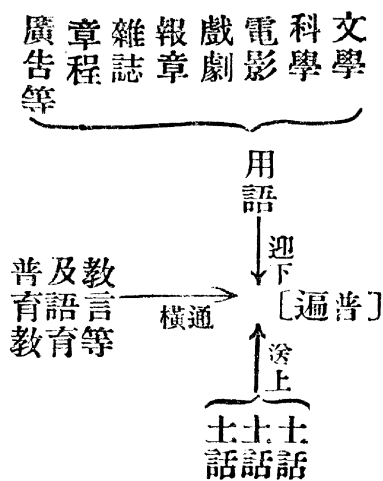 文學
科學
電影
戲劇
報章
雜誌
章程
廣告等
用語
迎下
〔遍普〕
普及教
育語言
教育等
橫通
送上
土話
土話
土話